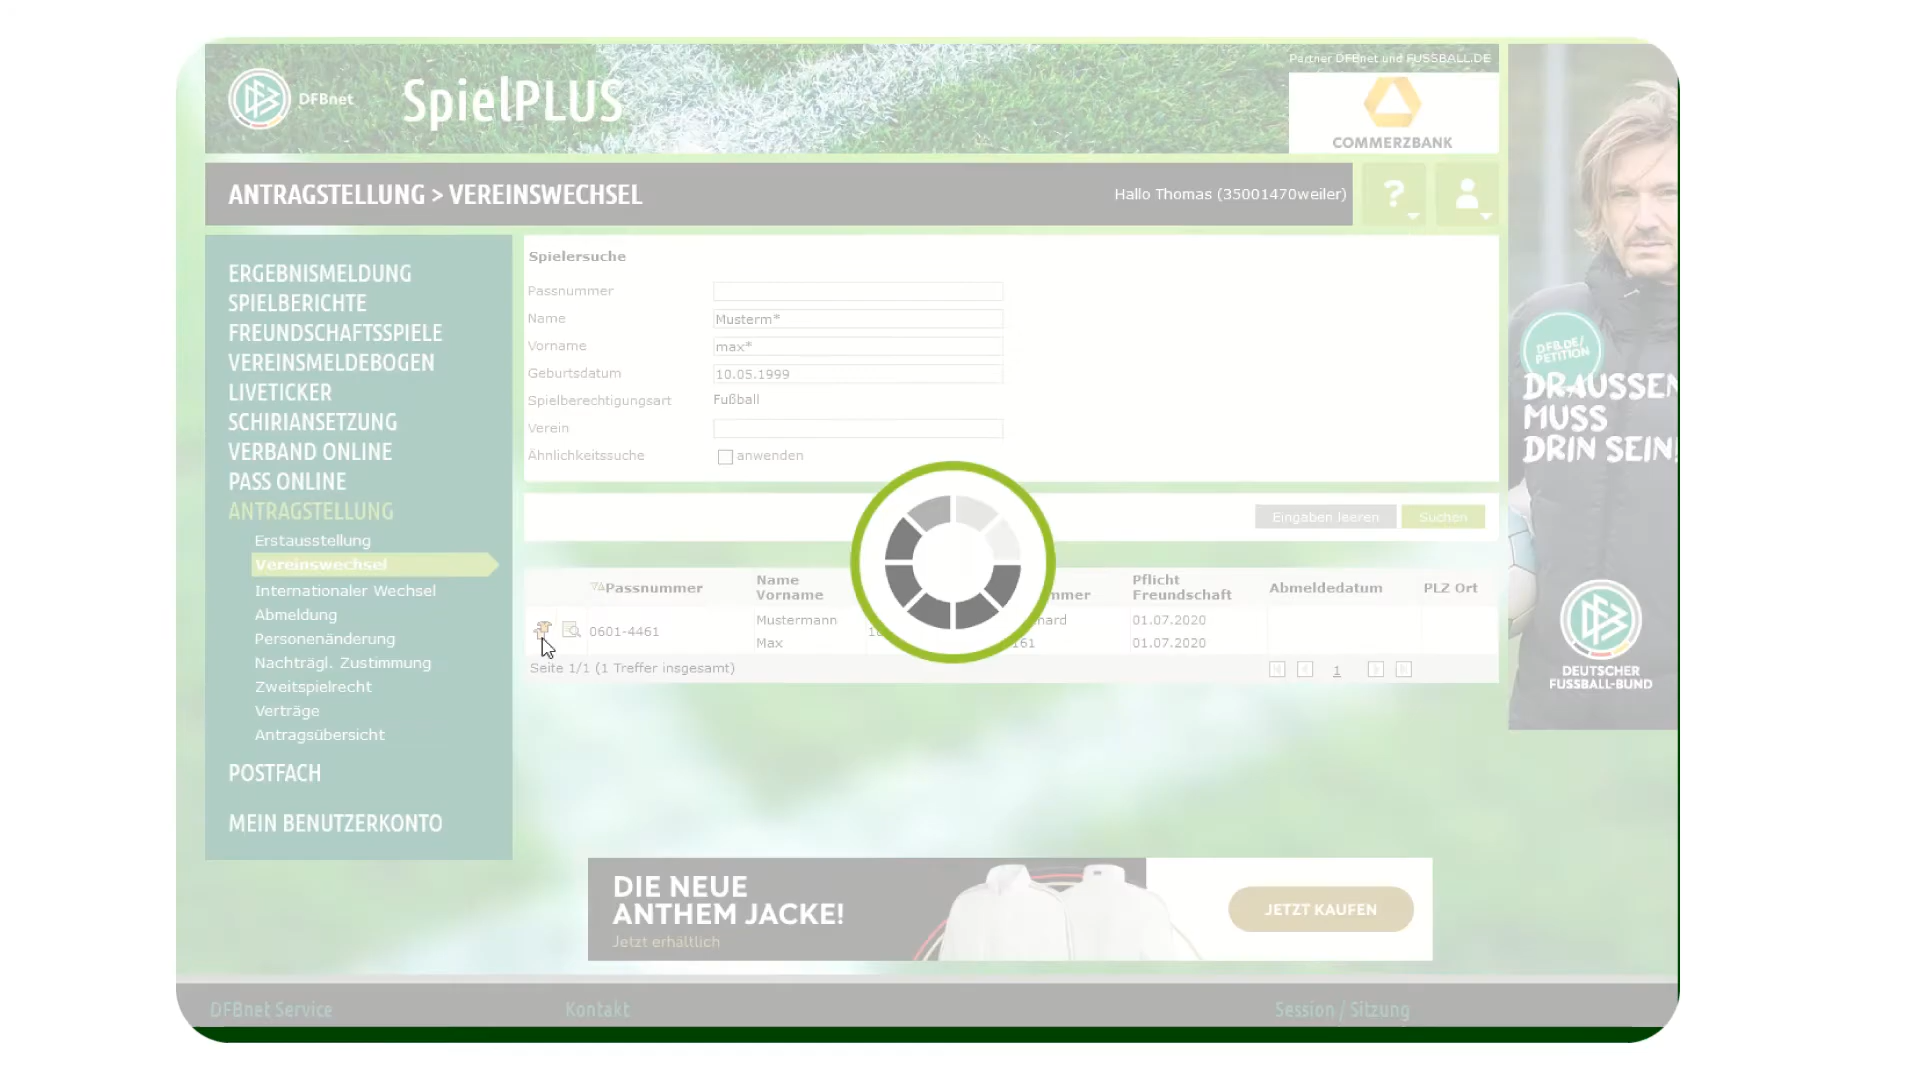 Partner DFBnet und FUSSBALL.DE
DFBnet
SpielPLUS
COMMERZBANK
ANTRAGSTELLUNG > VEREINSWECHSEL
Hallo Thomas (35001470weiler)
?
ERGEBNISMELDUNG
SPIELBERICHTE
FREUNDSCHAFTSSPIELE
VEREINSMELDEBOGEN
LIVETICKER
SCHIRIANSETZUNG
VERBAND ONLINE
PASS ONLINE
ANTRAGSTELLUNG
Erstausstellung
Vereinswechsel
Internationaler Wechsel
Abmeldung
Personenänderung
Nachträgl. Zustimmung
Zweitspielrecht
Verträge
Antragsübersicht
POSTFACH
MEIN BENUTZERKONTO
Spielersuche
Passnummer
Name Musterm*
Vorname max*
Geburtsdatum 10.05.1999
Spielberechtigungsart Fußball
Verein
Ähnlichkeitssuche anwenden
Eingaben leeren Suchen
Passnummer Name Vorname Pflicht Freundschaft Abmeldedatum PLZ Ort
0601-4461 Mustermann 01.07.2020
Max 01.07.2020
Seite 1/1 (1 Treffer insgesamt) 1
DFB.DE/
PETITION
DRAUSSEN
MUSS
DRIN SEIN!
DFB
DEUTSCHER
FUSSBALL-BUND
DIE NEUE
ANTHEM JACKE!
Jetzt erhältlich
JETZT KAUFEN
DFBnet Service Kontakt Session / Sitzung